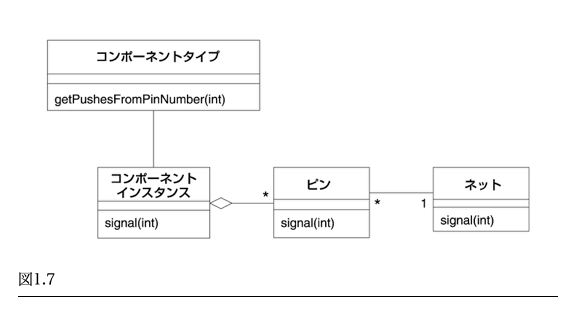 コンポーネントタイプ
getPushesFromPinNumber(int)
コンポーネント
インスタンス
signal(int)
*
ピン
signal(int)
*
1
ネット
signal(int)
図1.7